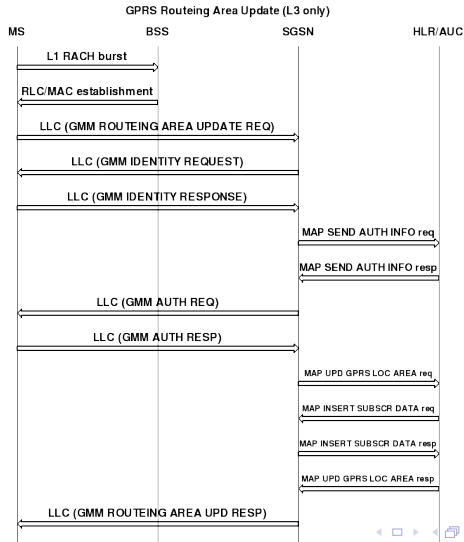 GPRS Routeing Area Update (L3 only)
MS BSS SGSN HLR/AUC
L1 RACH burst
RLC/MAC establishment
LLC (GMM ROUTEING AREA UPDATE REQ)
LLC (GMM IDENTITY REQUEST)
LLC (GMM IDENTITY RESPONSE)
MAP SEND AUTH INFO req
MAP SEND AUTH INFO resp
LLC (GMM AUTH REQ)
LLC (GMM AUTH RESP)
MAP UPD GPRS LOC AREA req
MAP INSERT SUBSCR DATA req
MAP INSERT SUBSCR DATA resp
MAP UPD GPRS LOC AREA resp
LLC (GMM ROUTEING AREA UPD RESP)